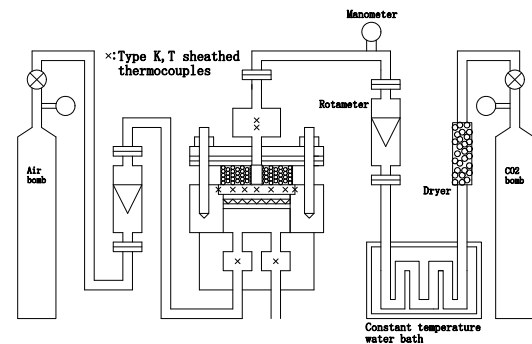 Manometer
×:Type K,T sheathed
thermocouples
Rotameter
Air
bomb
CO2
bomb
Dryer
Constant temperature
water bath